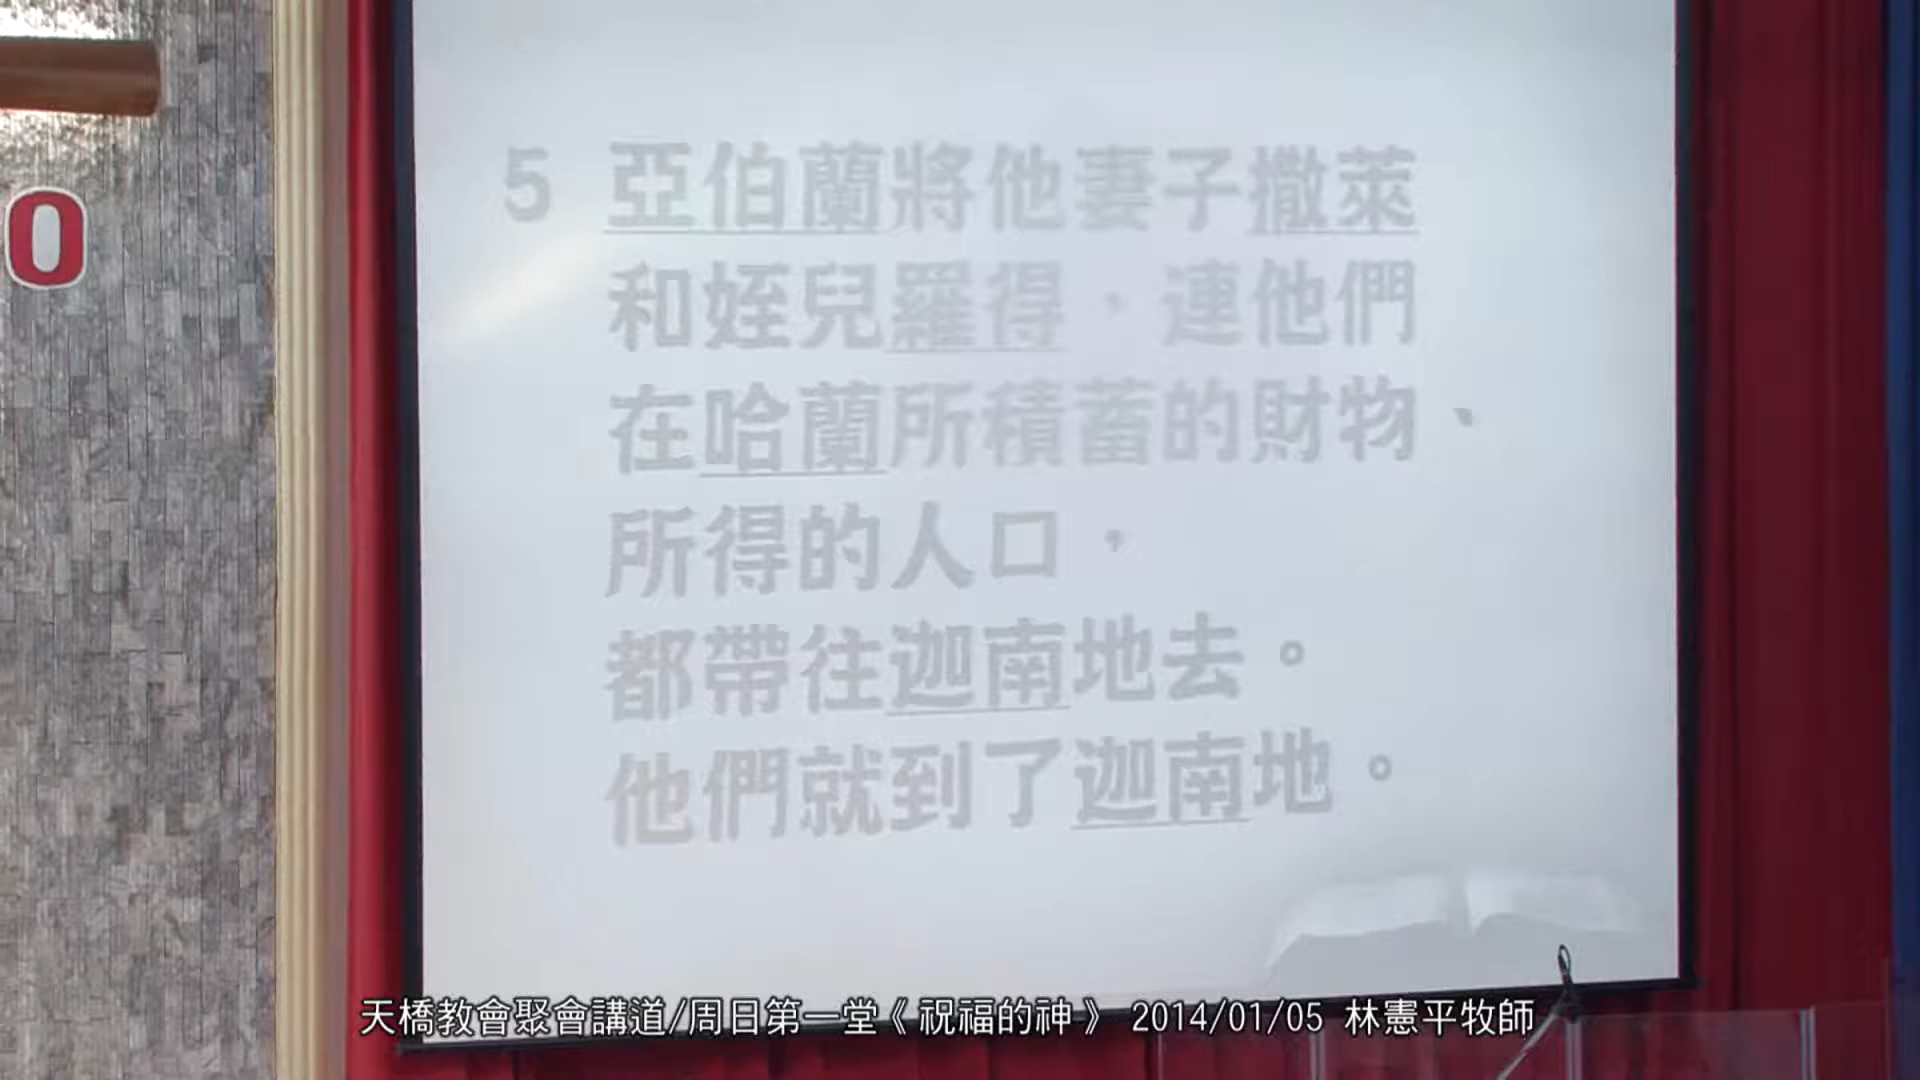 O
5 亞伯蘭將他妻子撒萊
和姪兒羅得,連他們
在哈蘭所積蓄的財物、
所得的人口,
都帶往迦南地去。
他們就到了迦南地。
天橋教會聚會講道/周日第一堂《祝福的神》 2014/01/05 林憲平牧師